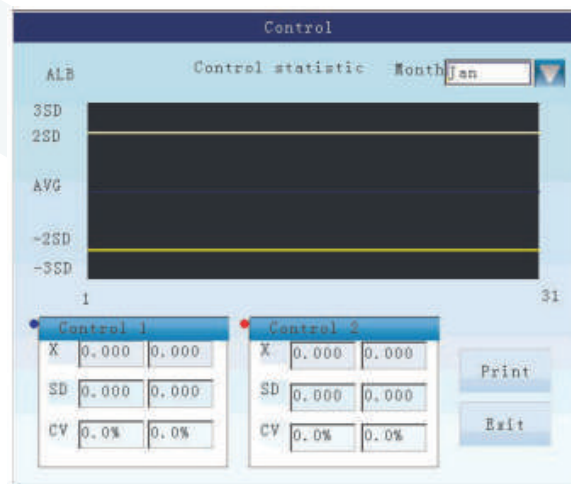 Control
ALB Control statistic Month Jan
3SD
2SD
AVG
-2SD
-3SD
1 31
Control 1
X 0.000 0.000
SD 0.000 0.000
CV 0.0% 0.0%
Control 2
X 0.000 0.000
SD 0.000 0.000
CV 0.0% 0.0%
Print
Exit